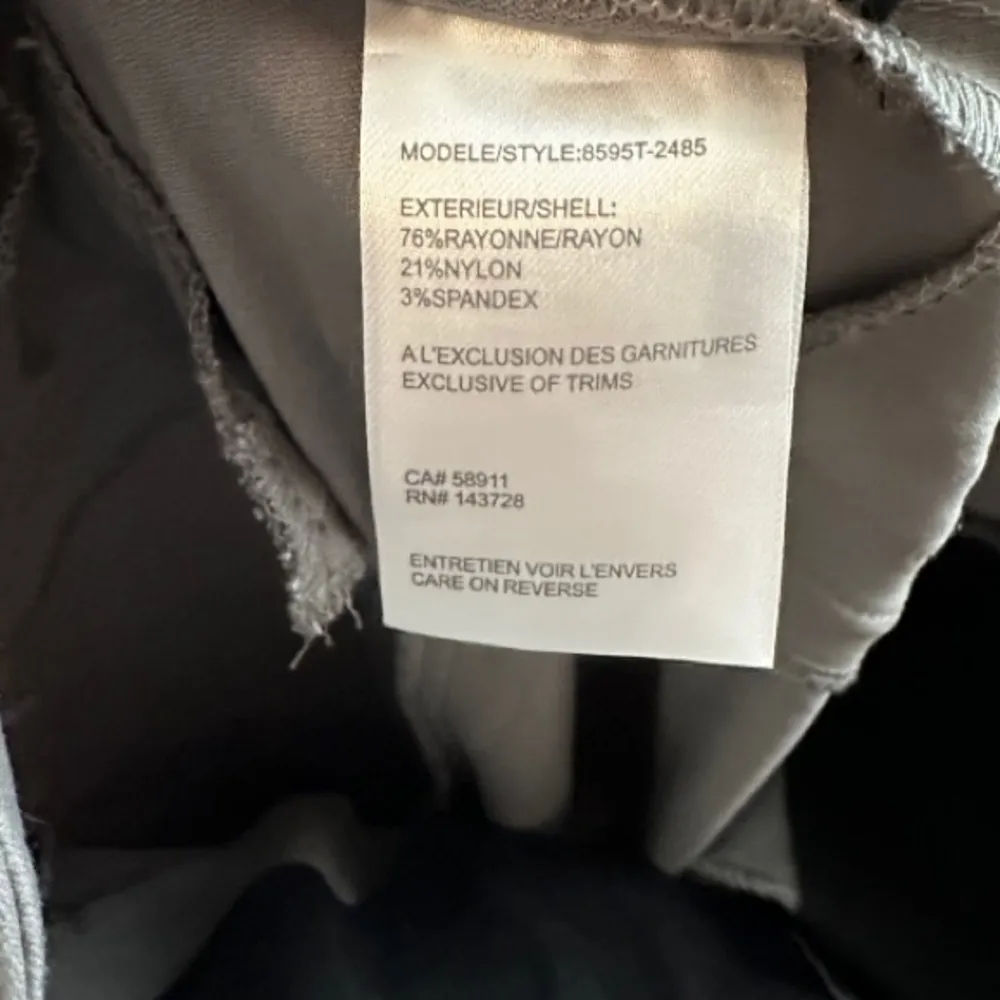 MODELE/STYLE:8595T-2485
EXTERIEUR/SHELL:
76%RAYONNE/RAYON
21%NYLON
3%SPANDEX
A L'EXCLUSION DES GARNITURES
EXCLUSIVE OF TRIMS
CA# 58911
RN# 143728
ENTRETIEN VOIR L'ENVERS
CARE ON REVERSE